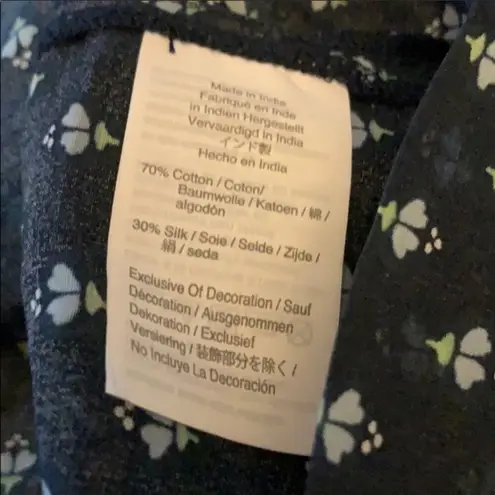 Made in India
Fabriqué en Inde
in Indien Hergestellt
Vervaardigd in India
インド製
Hecho en India
70% Cotton / Coton/
Baumwolle / Katoen / 綿 /
algodón
30% Silk / Soie / Seide / Zijde /
絹 / seda
Exclusive Of Decoration / Sauf
Décoration / Ausgenommen
Dekoration / Exclusief
Versiering / 装飾部分を除く /
No Incluye La Decoración